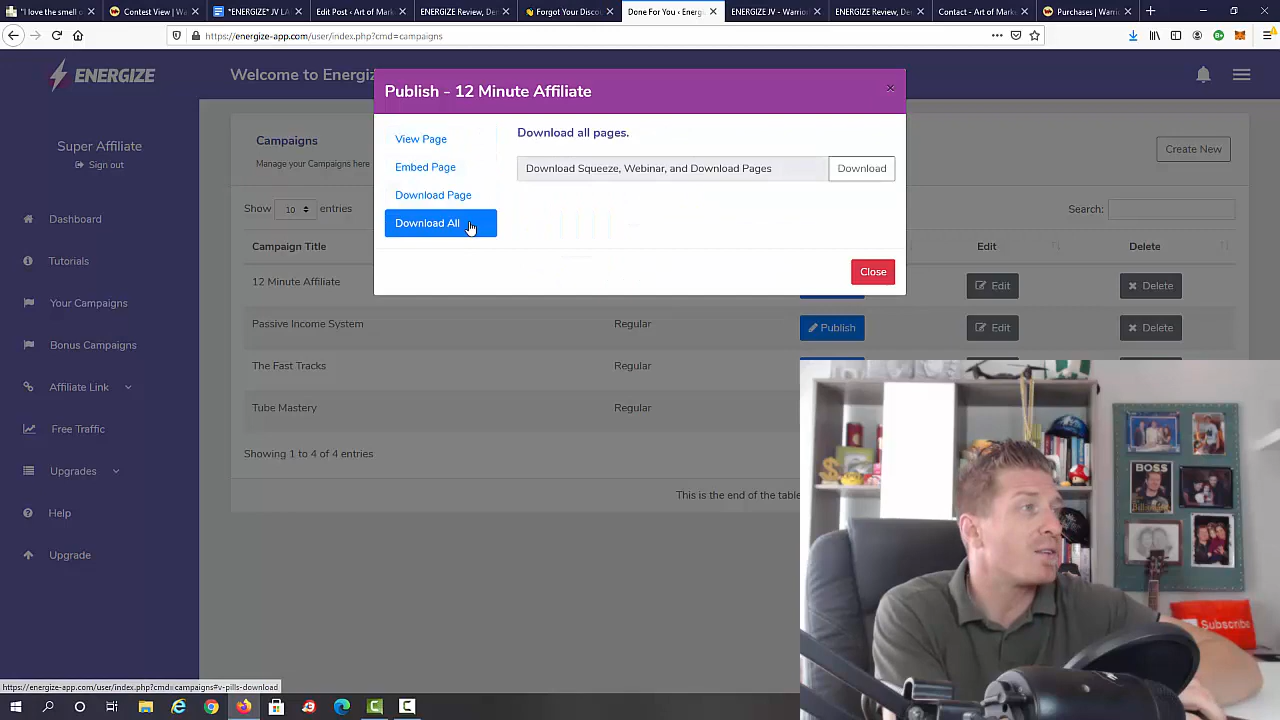 "I love the smell o
Contest View | Wa
*ENERGIZE* JV LA
Edit Post ‹ Art of M
ENERGIZE Review, De
Forgot Your Disco
Done For You ‹ Energi
ENERGIZE JV - Warrior
ENERGIZE Review, De
Contact - Art of Mark
Purchases | Warri
https://energize-app.com/user/index.php?cmd=campaigns
ENERGIZE
Welcome to Energiz
Super Affiliate
Sign out
Dashboard
Tutorials
Your Campaigns
Bonus Campaigns
Affiliate Link
Free Traffic
Upgrades
Help
Upgrade
Campaigns
Manage your Campaigns here
Create New
Show 10 entries
Search:
Campaign Title
Edit
Delete
12 Minute Affiliate
Edit
Delete
Passive Income System
Regular
Publish
Edit
Delete
The Fast Tracks
Regular
Tube Mastery
Regular
Showing 1 to 4 of 4 entries
This is the end of the table
Publish - 12 Minute Affiliate
×
View Page
Embed Page
Download Page
Download All
Download all pages.
Download Squeeze, Webinar, and Download Pages
Download
Close
BOSS
Subscribe
https://energize-app.com/user/index.php?cmd=campaigns#v-pills-download